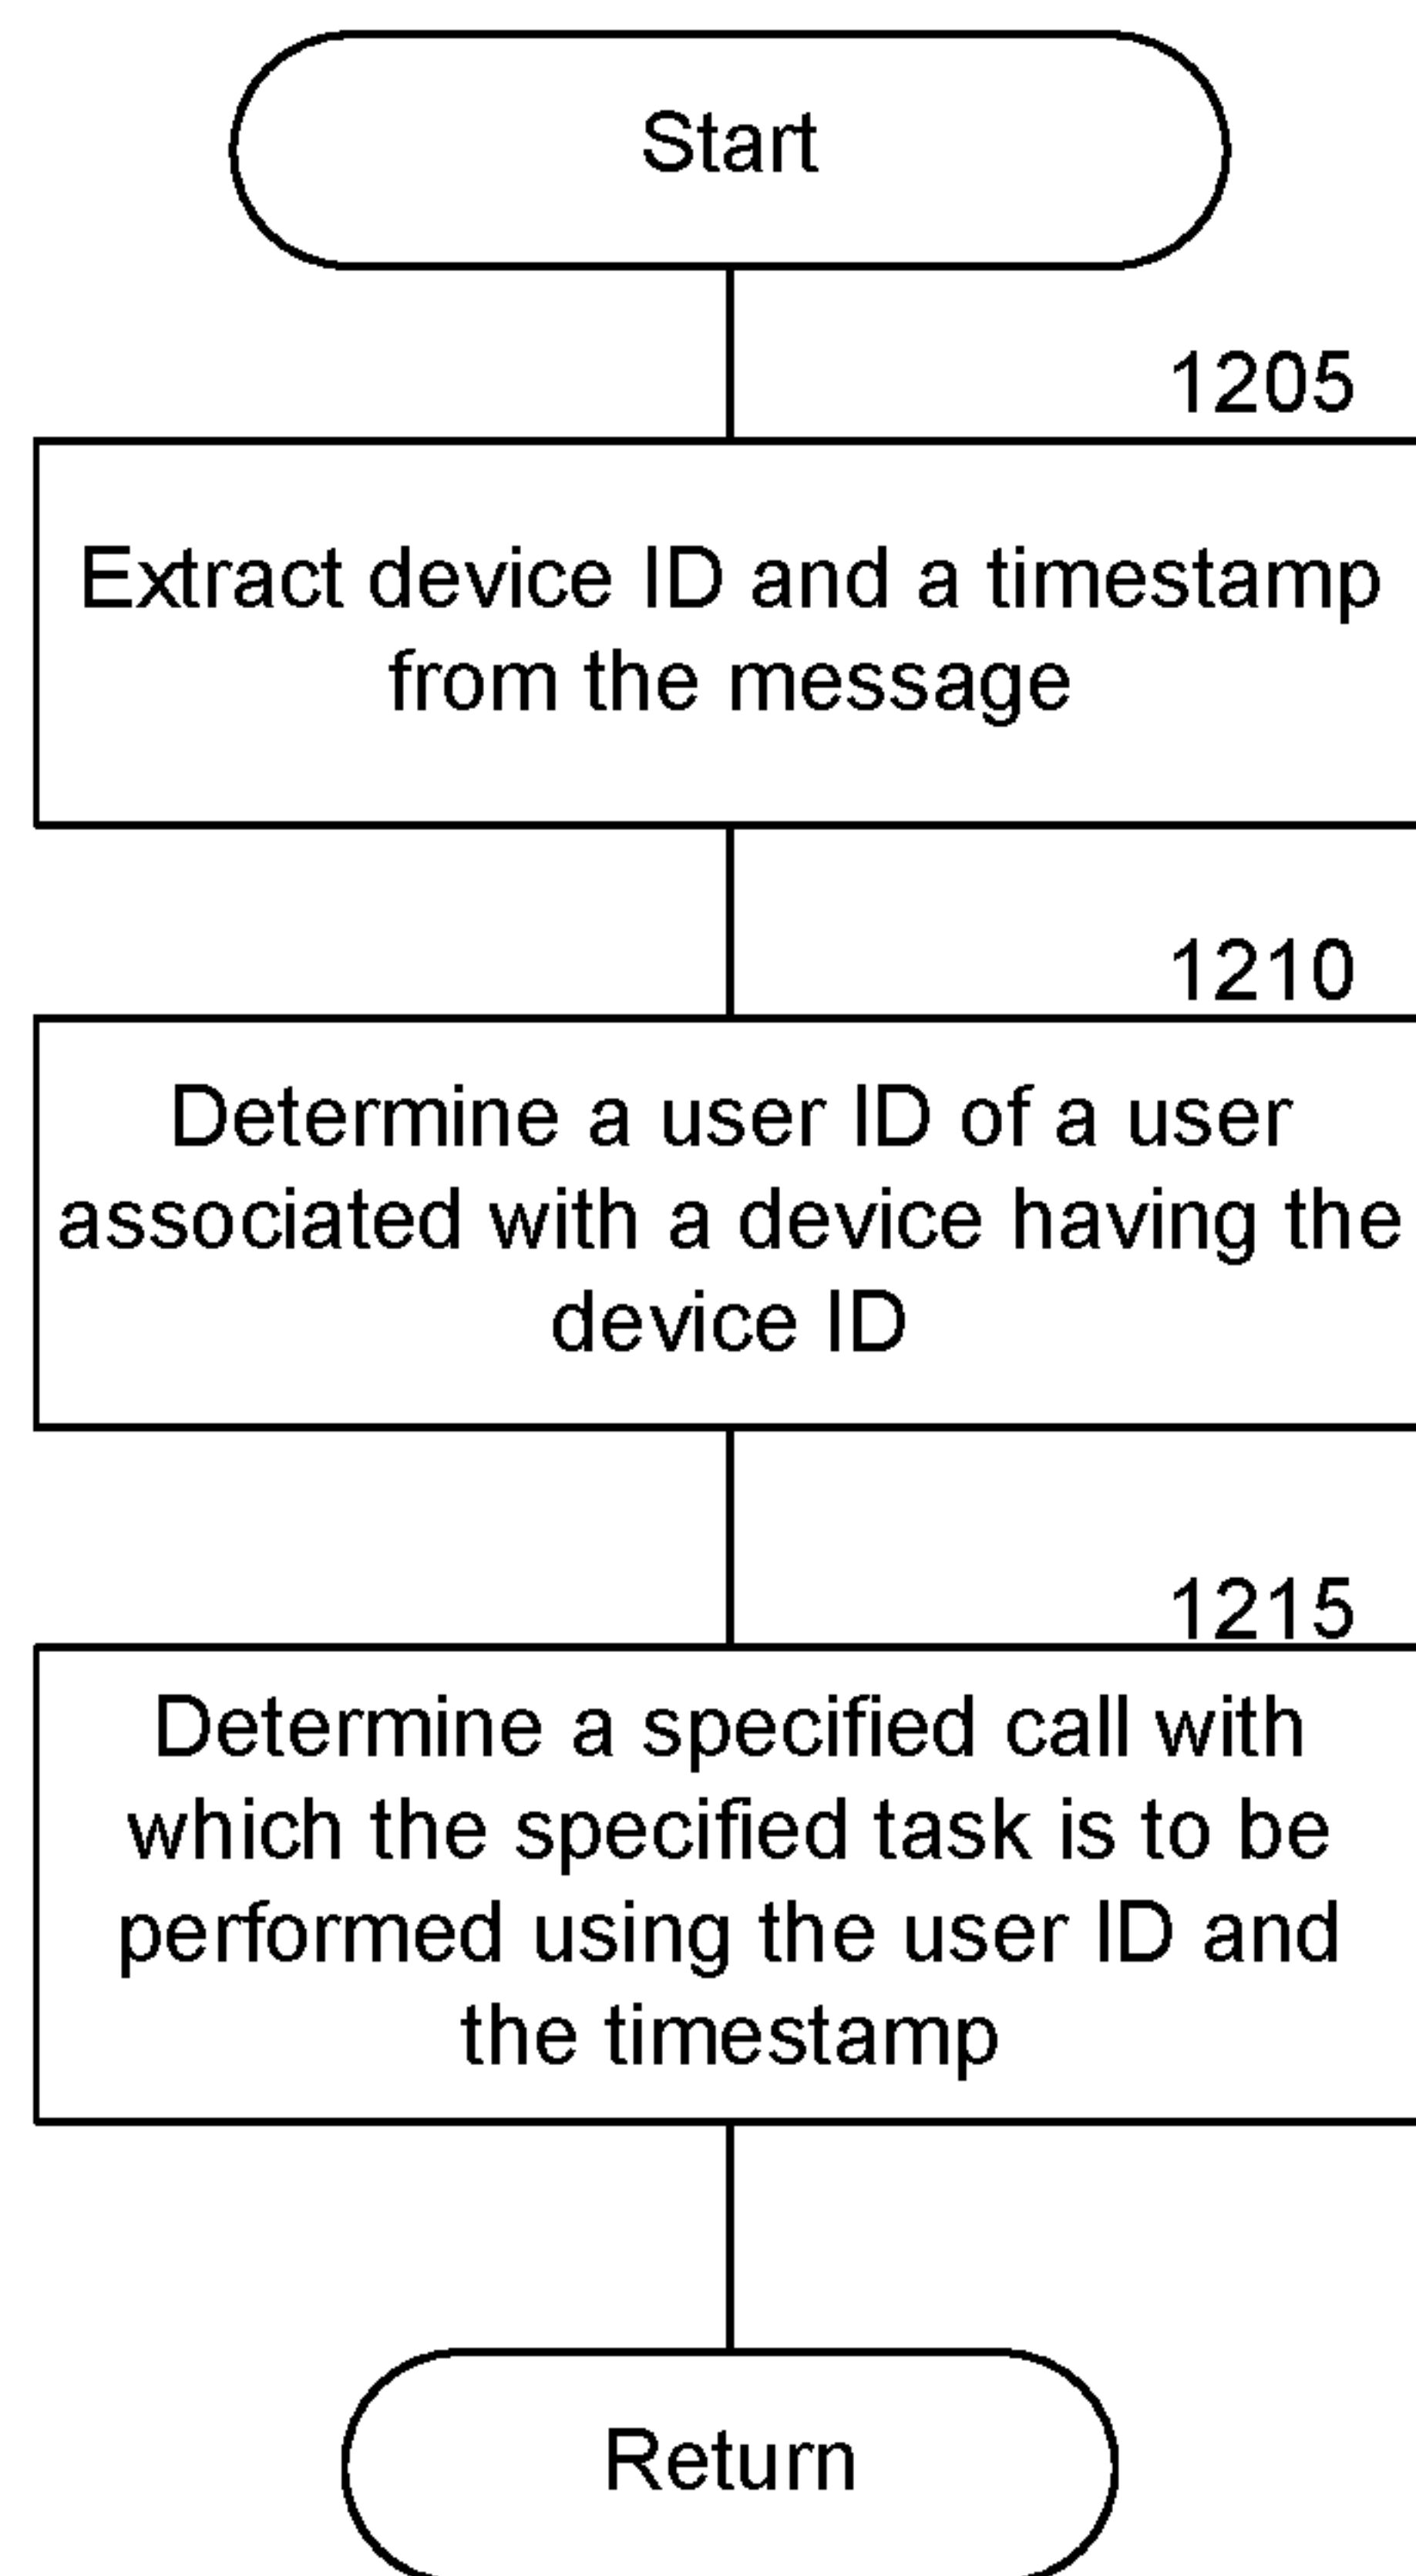 Start
1205
Extract device ID and a timestamp
from the message
1210
Determine a user ID of a user
associated with a device having the
device ID
1215
Determine a specified call with
which the specified task is to be
performed using the user ID and
the timestamp
Return